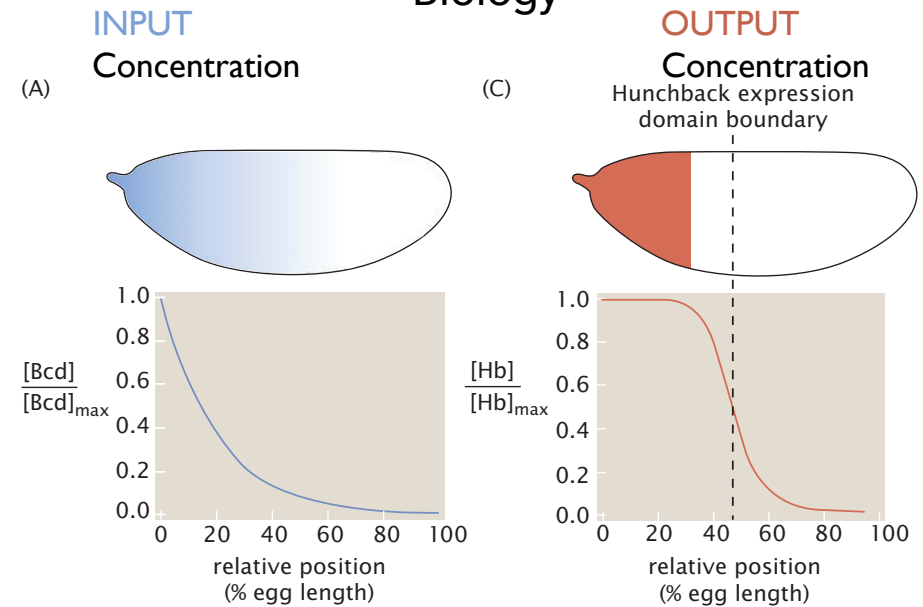 Biology
INPUT
Concentration
(A)
1.0
0.8
0.6
0.4
0.2
0.0
[Bcd]
[Bcd]max
0 20 40 60 80 100
relative position
(% egg length)
OUTPUT
Concentration
(C)
Hunchback expression
domain boundary
1.0
0.8
0.6
0.4
0.2
0.0
[Hb]
[Hb]max
0 20 40 60 80 100
relative position
(% egg length)